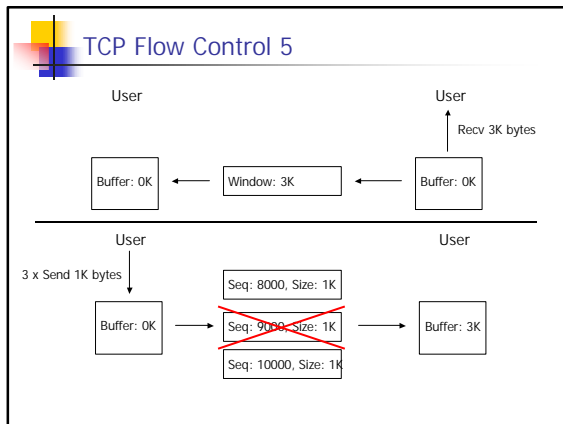 TCP Flow Control 5
User
User
Recv 3K bytes
Buffer: 0K
Window: 3K
Buffer: 0K
User
User
3 x Send 1K bytes
Seq: 8000, Size: 1K
Buffer: 0K
Seq: 9000, Size: 1K
Buffer: 3K
Seq: 10000, Size: 1K